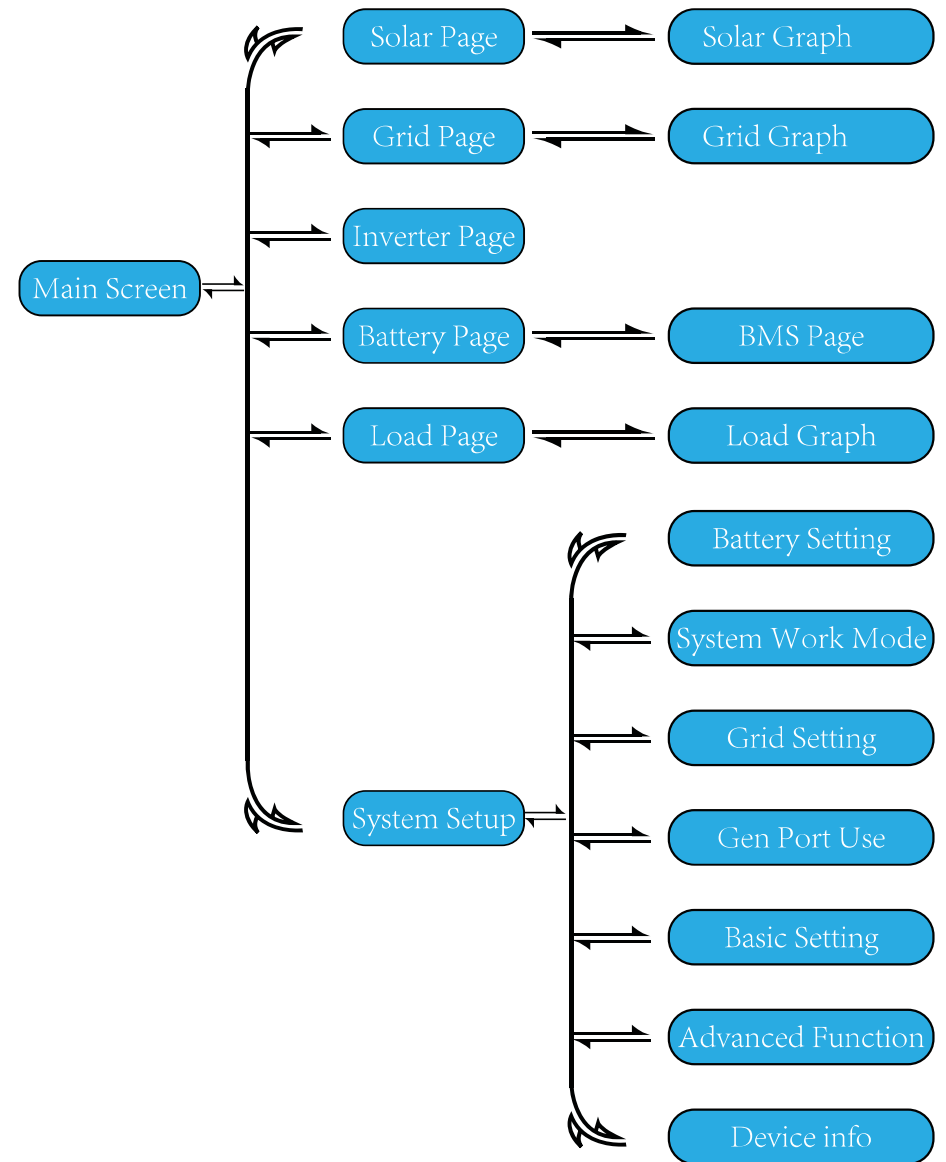 Solar Page
Solar Graph
Grid Page
Grid Graph
Inverter Page
Main Screen
Battery Page
BMS Page
Load Page
Load Graph
Battery Setting
System Work Mode
Grid Setting
System Setup
Gen Port Use
Basic Setting
Advanced Function
Device info